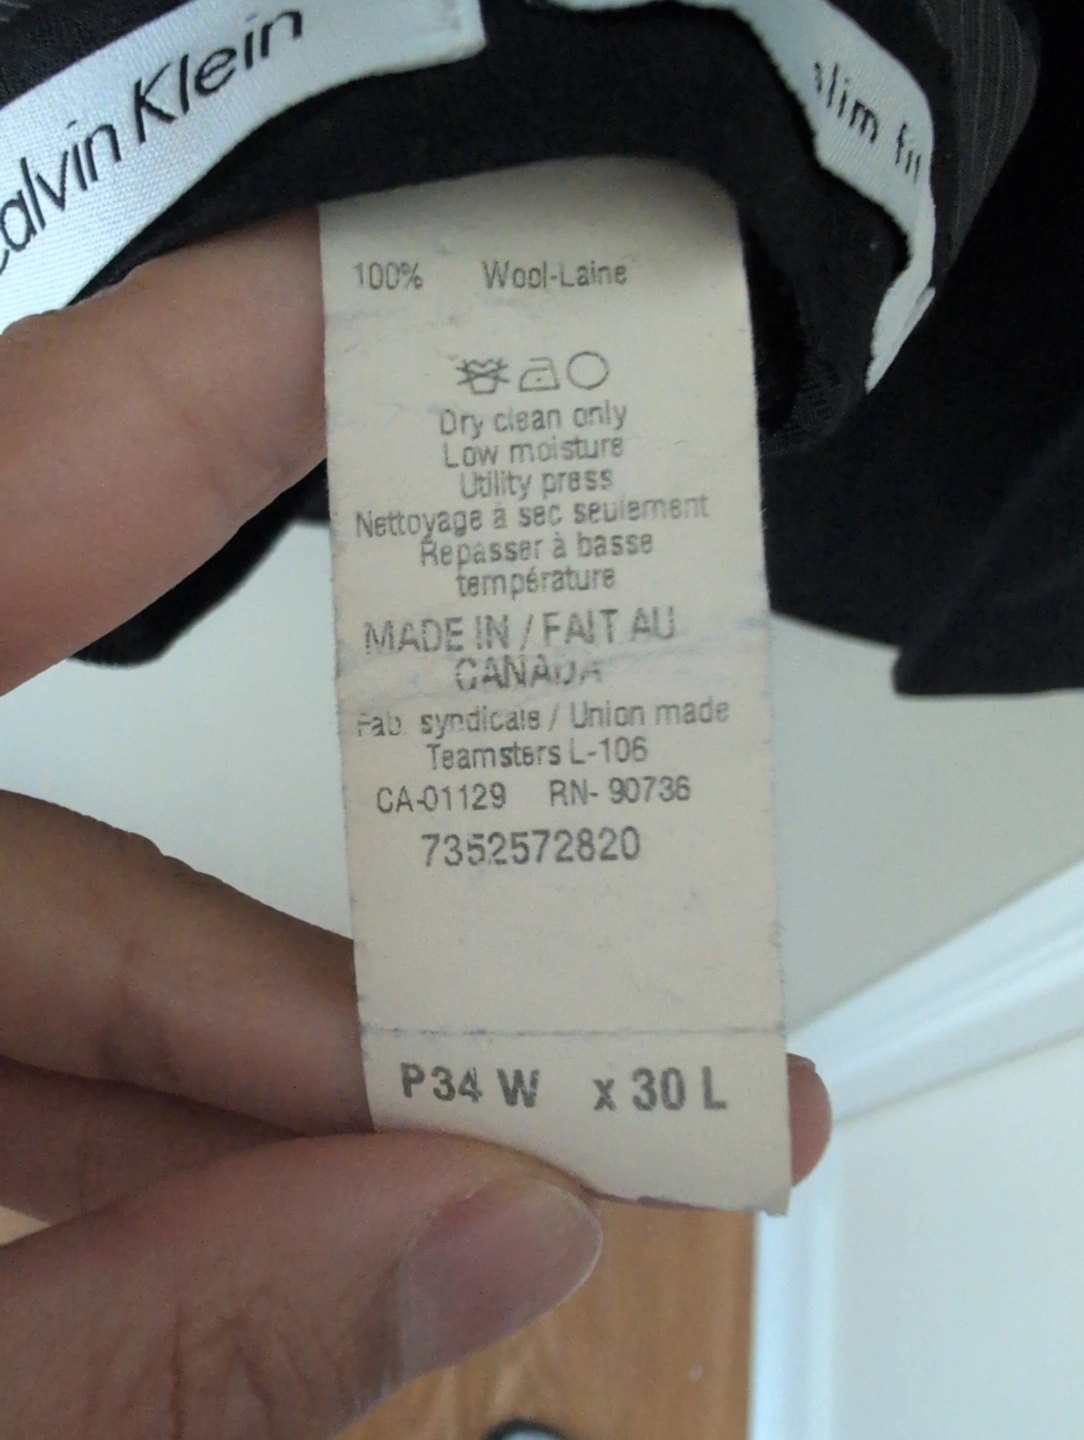 Calvin Klein
slim fit
100% Wool-Laine
Dry clean only
Low moisture
Utility press
Nettoyage à sec seulement
Repasser à basse
température
MADE IN / FAIT AU
CANADA
Fab. syndicale / Union made
Teamsters L-106
CA-01129 RN- 90736
7352572820
P34 W x 30 L